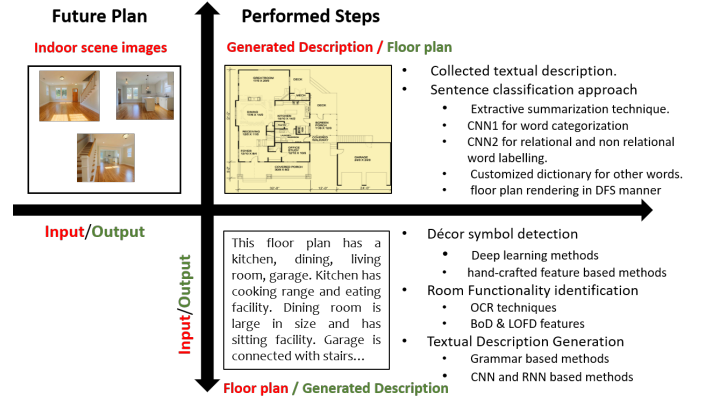 Future Plan
Performed Steps
Indoor scene images
Generated Description / Floor plan
• Collected textual description.
• Sentence classification approach
• Extractive summarization technique.
• CNN1 for word categorization
• CNN2 for relational and non relational
word labelling.
• Customized dictionary for other words.
• floor plan rendering in DFS manner
Input/Output
Input/Output
This floor plan has a
kitchen, dining, living
room, garage. Kitchen has
cooking range and eating
facility. Dining room is
large in size and has
sitting facility. Garage is
connected with stairs...
• Décor symbol detection
• Deep learning methods
• hand-crafted feature based methods
• Room Functionality identification
• OCR techniques
• BoD & LOFD features
• Textual Description Generation
• Grammar based methods
• CNN and RNN based methods
Floor plan / Generated Description